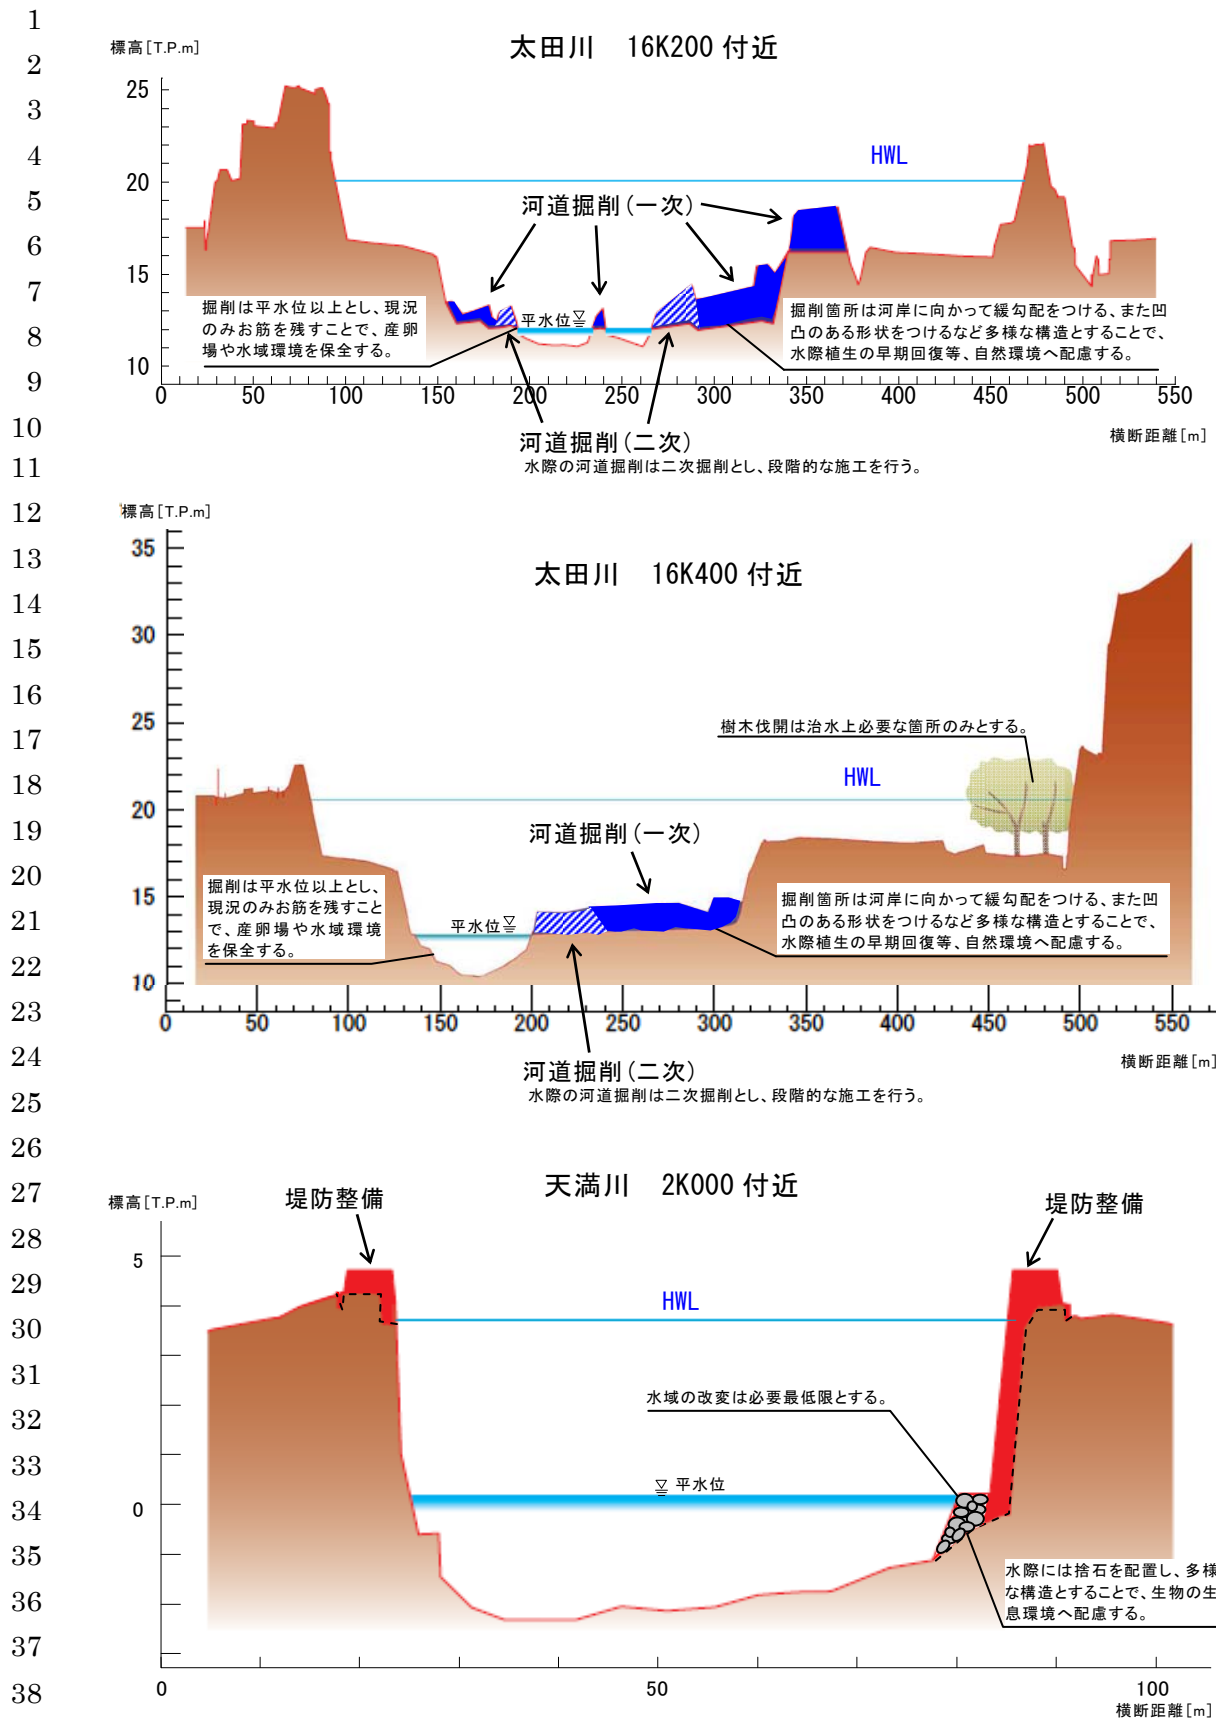 1
標高[T.P.m]
太田川 16K200 付近
2
25
3
4
HWL
20
5
河道掘削(一次)
6
15
7
掘削は平水位以上とし、現況
のみお筋を残すことで、産卵
場や水域環境を保全する。
平水位
掘削箇所は河岸に向かって緩勾配をつける、また凹
凸のある形状をつけるなど多様な構造とすることで、
水際植生の早期回復等、自然環境へ配慮する。
8
10
9
0 50 100 150 200 250 300 350 400 450 500 550
10
河道掘削(二次)
横断距離[m]
11
水際の河道掘削は二次掘削とし、段階的な施工を行う。
12
標高[T.P.m]
13
35
太田川 16K400 付近
14
30
15
16
25
17
樹木伐開は治水上必要な箇所のみとする。
18
HWL
20
19
河道掘削(一次)
20
15
掘削は平水位以上とし、
現況のみお筋を残すこと
で、産卵場や水域環境
を保全する。
平水位
掘削箇所は河岸に向かって緩勾配をつける、また凹
凸のある形状をつけるなど多様な構造とすることで、
水際植生の早期回復等、自然環境へ配慮する。
21
22
10
23
0 50 100 150 200 250 300 350 400 450 500 550
24
河道掘削(二次)
横断距離[m]
25
水際の河道掘削は二次掘削とし、段階的な施工を行う。
26
27
標高[T.P.m]
堤防整備
天満川 2K000 付近
堤防整備
28
5
29
HWL
30
31
32
水域の改変は必要最低限とする。
33
平水位
34
0
35
水際には捨石を配置し、多様
な構造とすることで、生物の生
息環境へ配慮する。
36
37
38
0 50 100
横断距離[m]